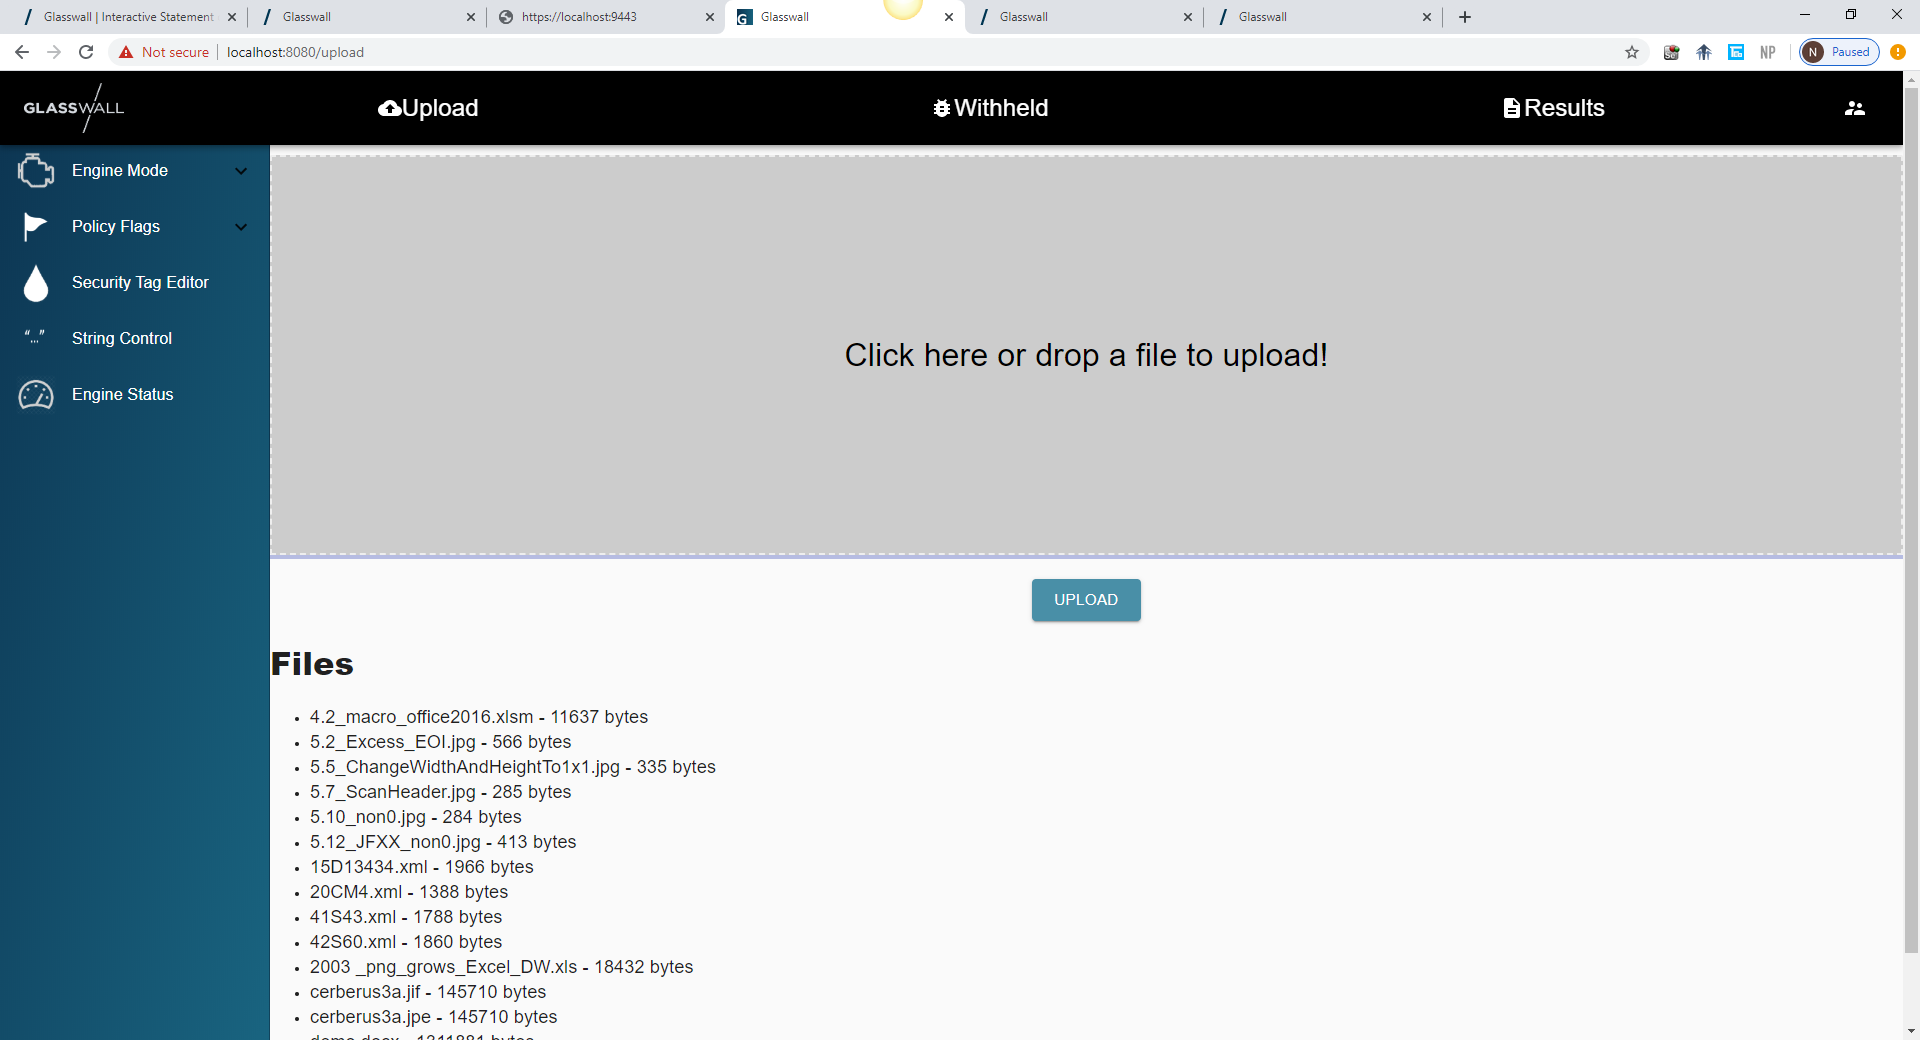 Glasswall | Interactive Statement
Glasswall
https://localhost:9443
Glasswall
Glasswall
Glasswall
Not secure
localhost:8080/upload
NP
N
Paused
GLASSWALL
Upload
Withheld
Results
Engine Mode
Policy Flags
Security Tag Editor
String Control
Engine Status
Click here or drop a file to upload!
UPLOAD
Files
4.2_macro_office2016.xlsm - 11637 bytes
5.2_Excess_EOI.jpg - 566 bytes
5.5_ChangeWidthAndHeightTo1x1.jpg - 335 bytes
5.7_ScanHeader.jpg - 285 bytes
5.10_non0.jpg - 284 bytes
5.12_JFXX_non0.jpg - 413 bytes
15D13434.xml - 1966 bytes
20CM4.xml - 1388 bytes
41S43.xml - 1788 bytes
42S60.xml - 1860 bytes
2003 _png_grows_Excel_DW.xls - 18432 bytes
cerberus3a.jif - 145710 bytes
cerberus3a.jpe - 145710 bytes